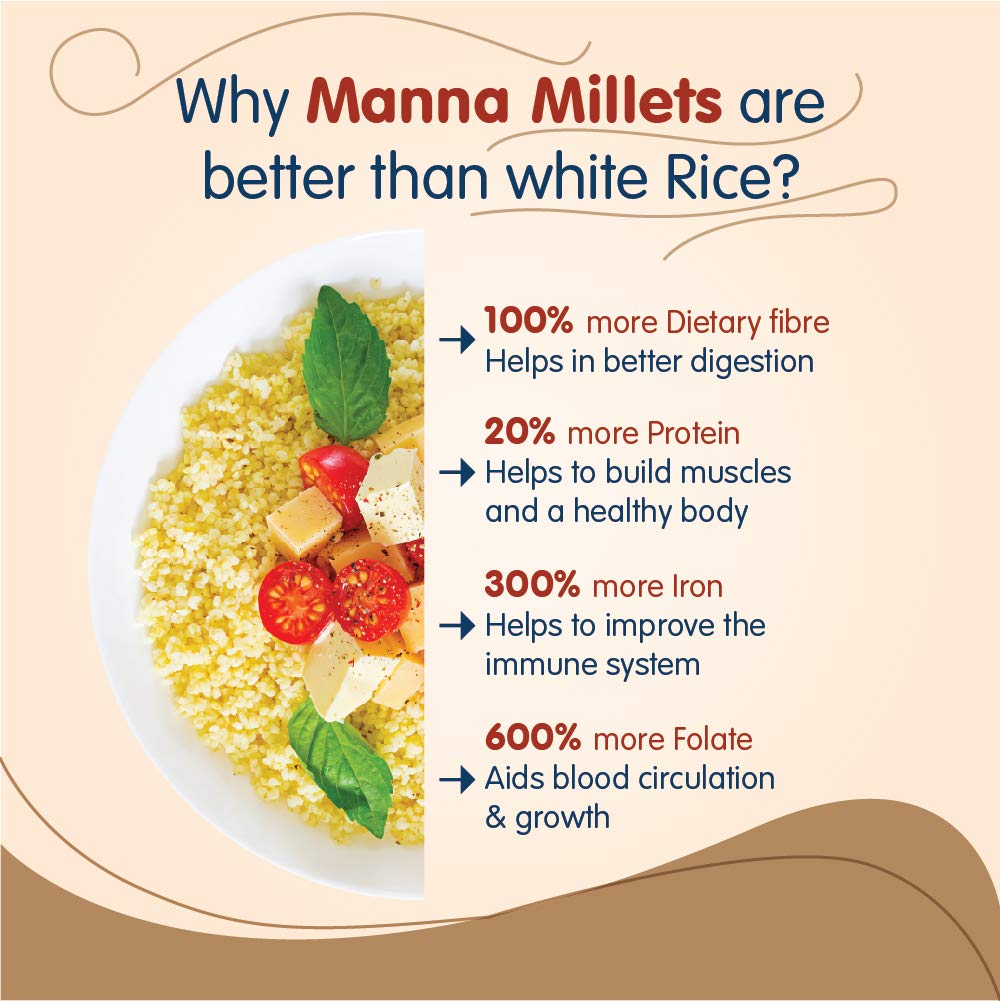 Why Manna Millets are
better than white Rice?
100% more Dietary fibre
Helps in better digestion
20% more Protein
Helps to build muscles
and a healthy body
300% more Iron
Helps to improve the
immune system
600% more Folate
Aids blood circulation
& growth